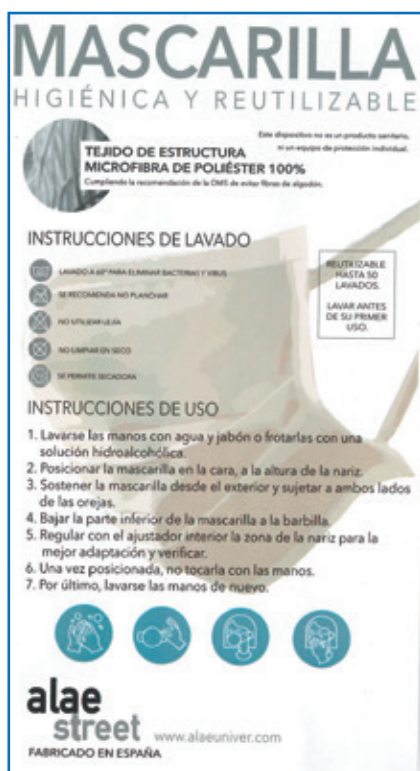 MASCARILLA
HIGIÉNICA Y REUTILIZABLE
Este dispositivo no es un producto sanitario,
ni un equipo de protección individual.
TEJIDO DE ESTRUCTURA
MICROFIBRA DE POLIÉSTER 100%
Cumpliendo la recomendación de la OMS de evitar fibras de algodón.
INSTRUCCIONES DE LAVADO
LAVADO A 60º PARA ELIMINAR BACTERIAS Y VIRUS
SE RECOMIENDA NO PLANCHAR
NO UTILIZAR LEJÍA
NO LIMPIAR EN SECO
SE PERMITE SECADORA
REUTILIZABLE
HASTA 50
LAVADOS.
LAVAR ANTES
DE SU PRIMER
USO.
INSTRUCCIONES DE USO
1. Lavarse las manos con agua y jabón o frotarlas con una
solución hidroalcohólica.
2. Posicionar la mascarilla en la cara, a la altura de la nariz.
3. Sostener la mascarilla desde el exterior y sujetar a ambos lados
de las orejas.
4. Bajar la parte inferior de la mascarilla a la barbilla.
5. Regular con el ajustador interior la zona de la nariz para la
mejor adaptación y verificar.
6. Una vez posicionada, no tocarla con las manos.
7. Por último, lavarse las manos de nuevo.
alae
street www.alaeuniver.com
FABRICADO EN ESPAÑA